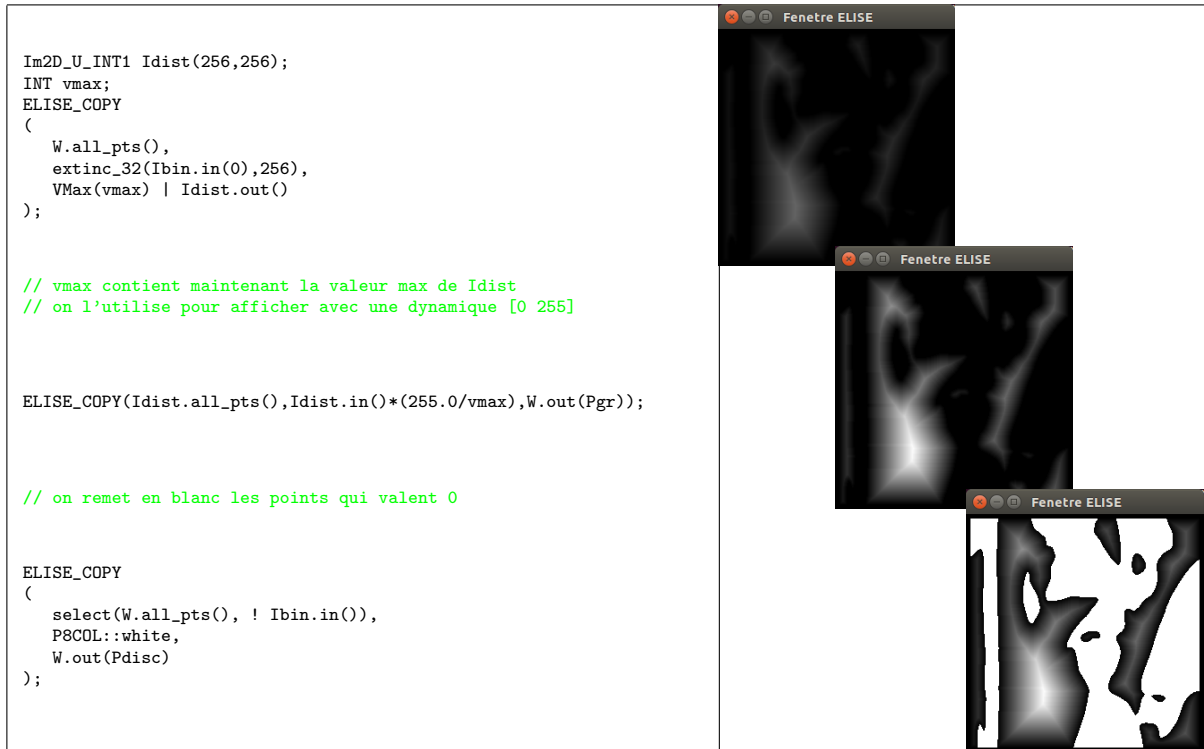 Im2D_U_INT1 Idist(256,256);
INT vmax;
ELISE_COPY
(
   W.all_pts(),
   extinc_32(Ibin.in(0),256),
   VMax(vmax) | Idist.out()
);
// vmax contient maintenant la valeur max de Idist
// on l'utilise pour afficher avec une dynamique [0 255]
ELISE_COPY(Idist.all_pts(),Idist.in()*(255.0/vmax),W.out(Pgr));
// on remet en blanc les points qui valent 0
ELISE_COPY
(
   select(W.all_pts(), ! Ibin.in()),
   P8COL::white,
   W.out(Pdisc)
);
Fenetre ELISE
Fenetre ELISE
Fenetre ELISE